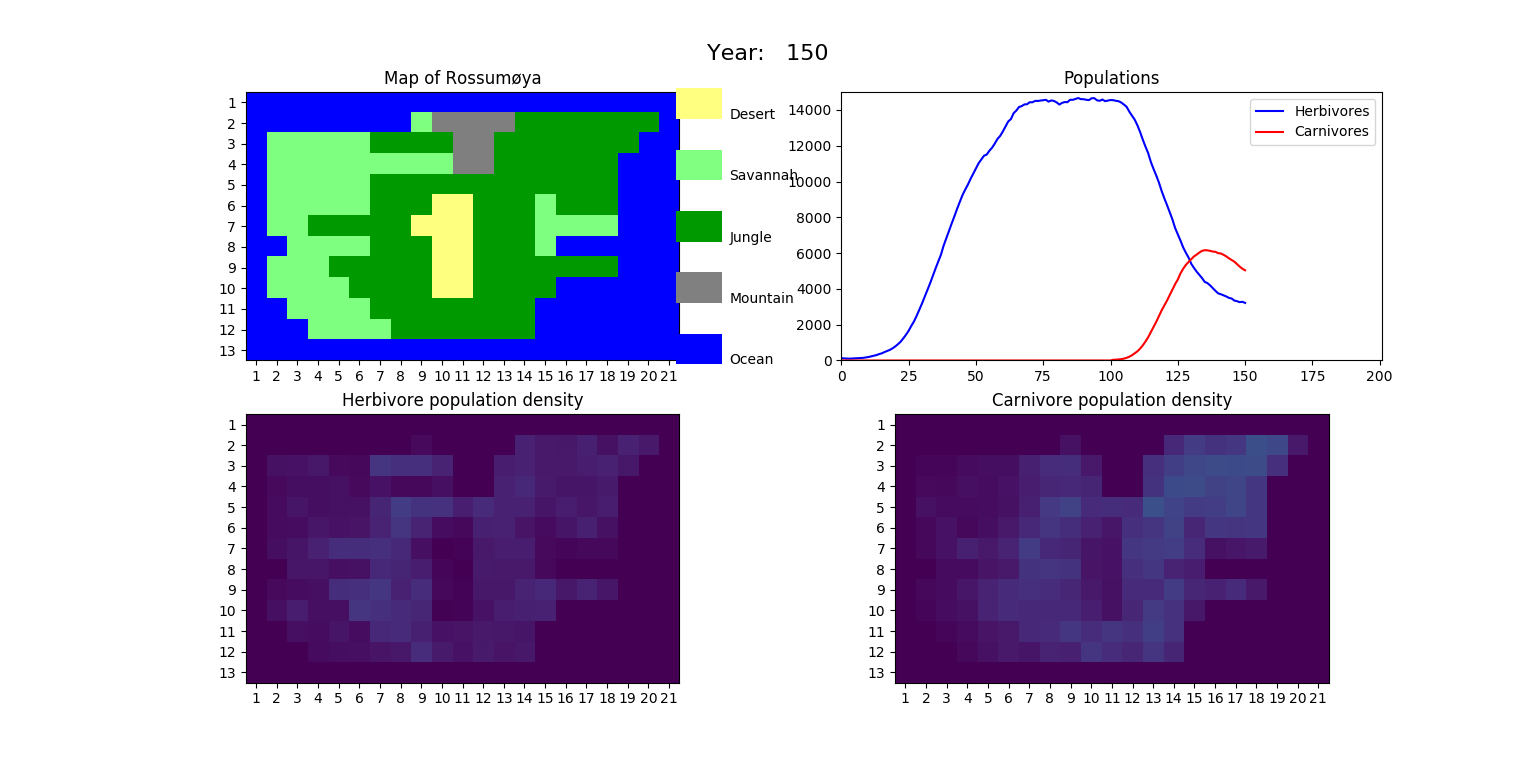 Year: 150
Map of Rossumøya
1
2
3
4
5
6
7
8
9
10
11
12
13
1 2 3 4 5 6 7 8 9 10 11 12 13 14 15 16 17 18 19 20 21
Desert
Savannah
Jungle
Mountain
Ocean
Populations
14000
12000
10000
8000
6000
4000
2000
0
0 25 50 75 100 125 150 175 200
Herbivores
Carnivores
Herbivore population density
1
2
3
4
5
6
7
8
9
10
11
12
13
1 2 3 4 5 6 7 8 9 10 11 12 13 14 15 16 17 18 19 20 21
Carnivore population density
1
2
3
4
5
6
7
8
9
10
11
12
13
1 2 3 4 5 6 7 8 9 10 11 12 13 14 15 16 17 18 19 20 21